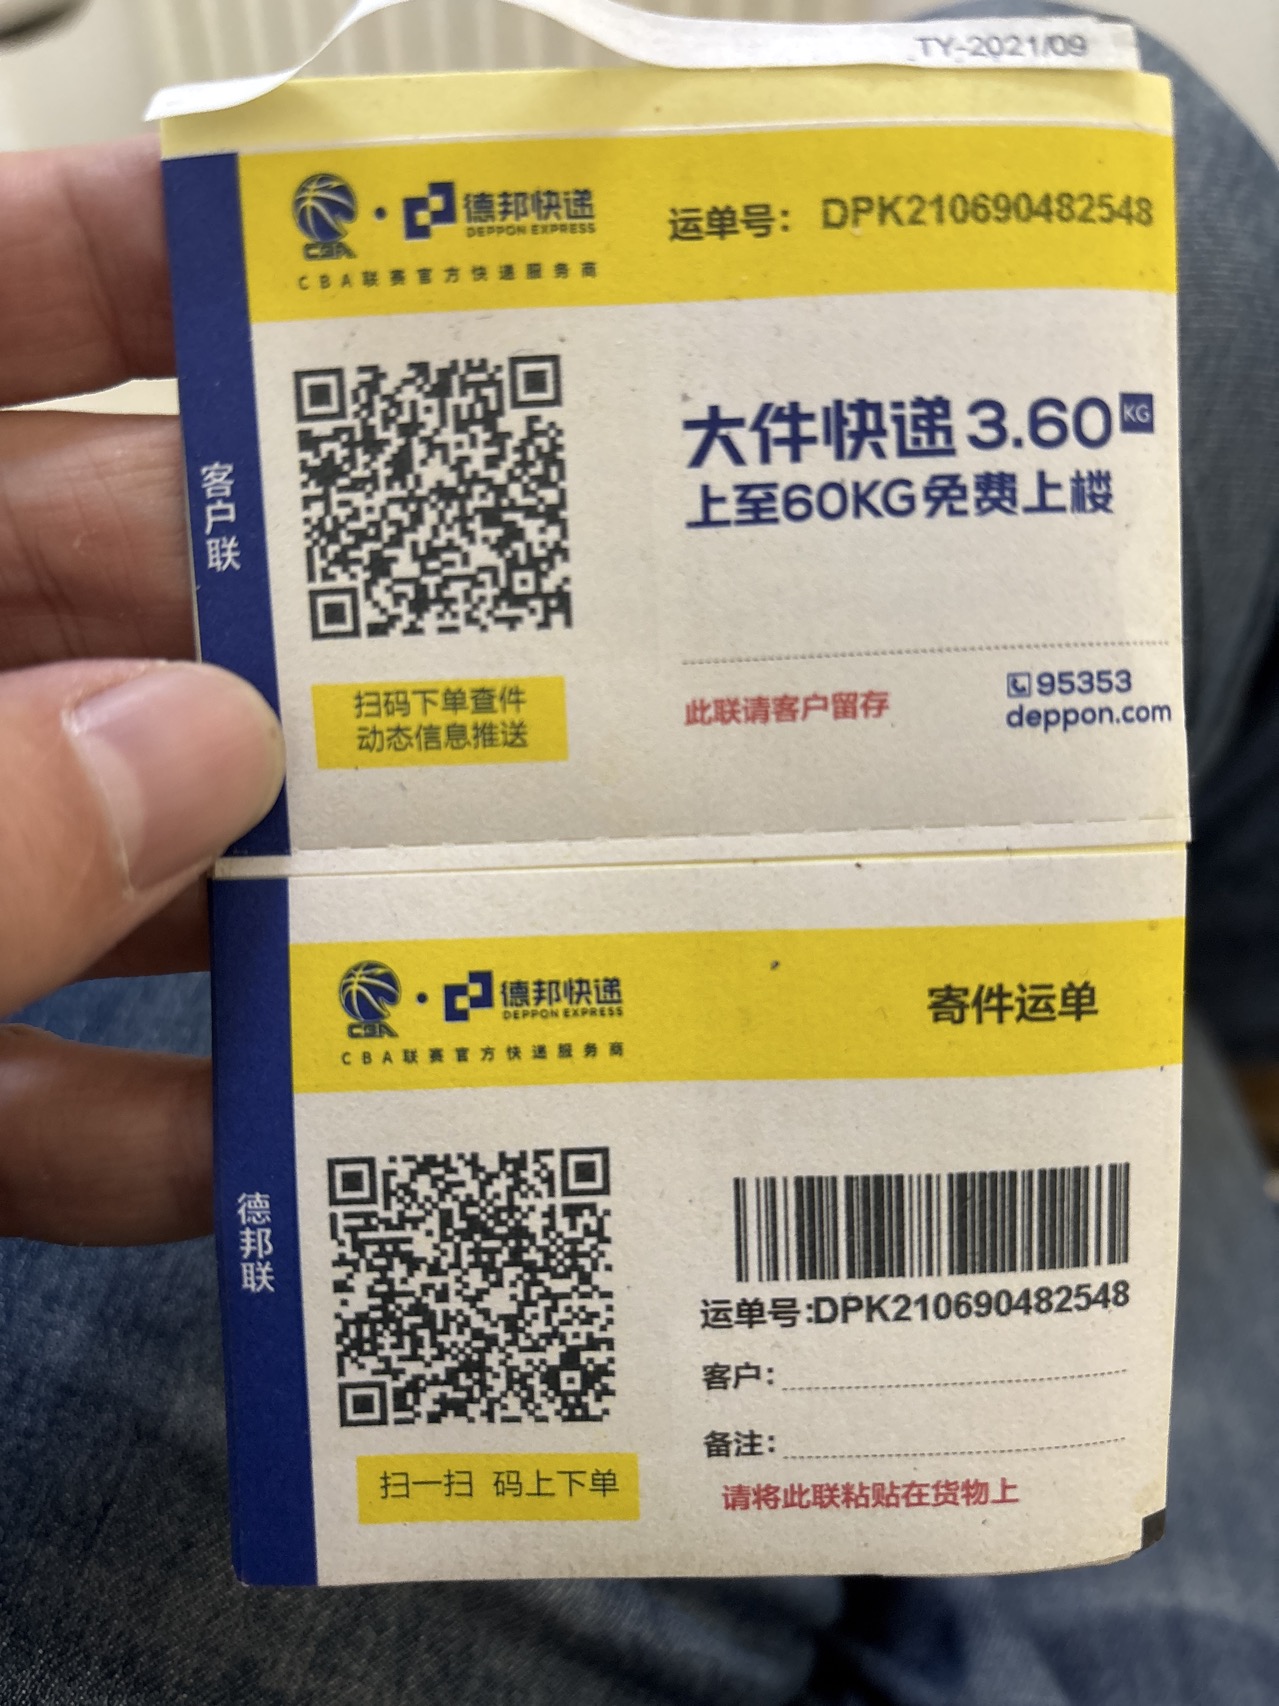 TY-2021/09
CBA
德邦快递
DEPPON EXPRESS
CBA联赛官方快递服务商
运单号：DPK210690482548
客户联
大件快递3.60KG
上至60KG免费上楼
扫码下单查件
动态信息推送
此联请客户留存
95353
deppon.com
CBA
德邦快递
DEPPON EXPRESS
CBA联赛官方快递服务商
寄件运单
德邦联
运单号:DPK210690482548
客户：
备注：
扫一扫 码上下单
请将此联粘贴在货物上